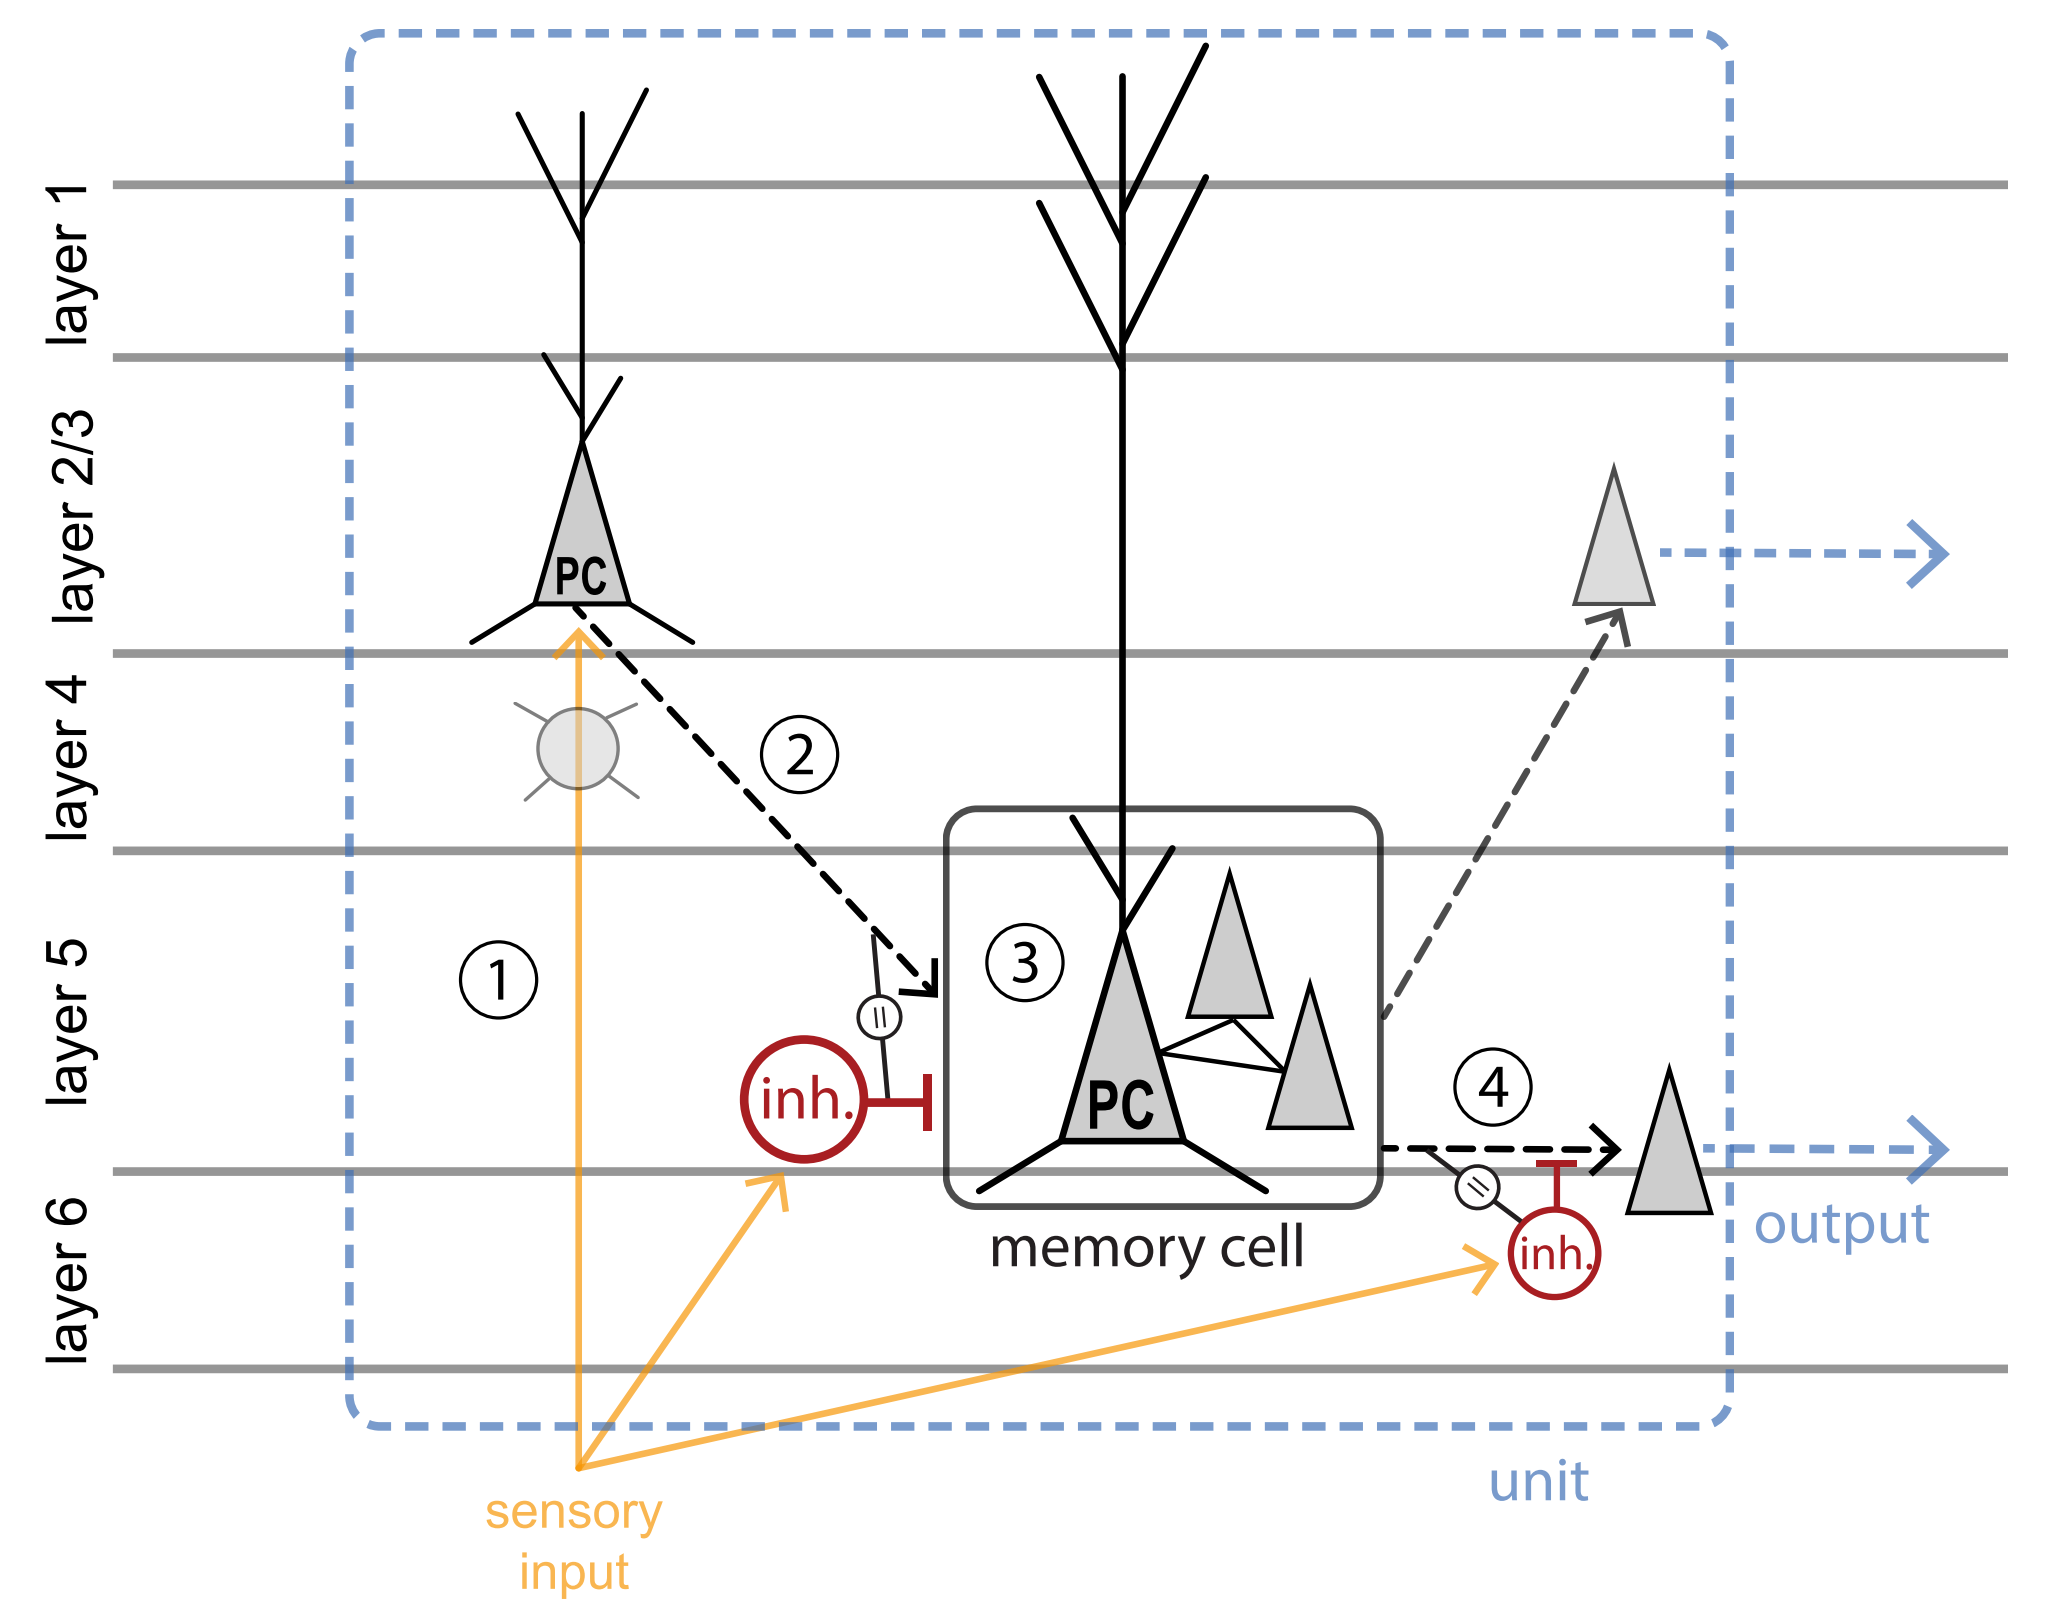 layer 1
layer 2/3
layer 4
layer 5
layer 6
PC
2
1
3
inh.
PC
4
memory cell
inh.
output
unit
sensory
input